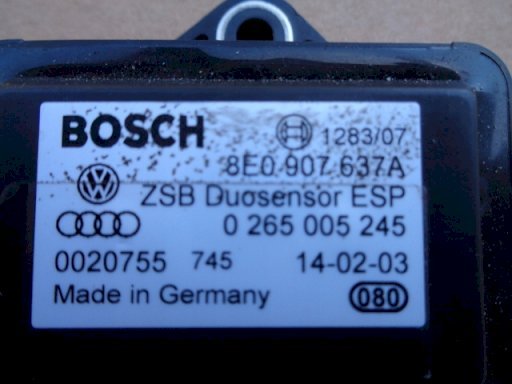 BOSCH 1283/07
8E0 907 637A
ZSB Duosensor ESP
0 265 005 245
0020755 745 14-02-03
Made in Germany 080